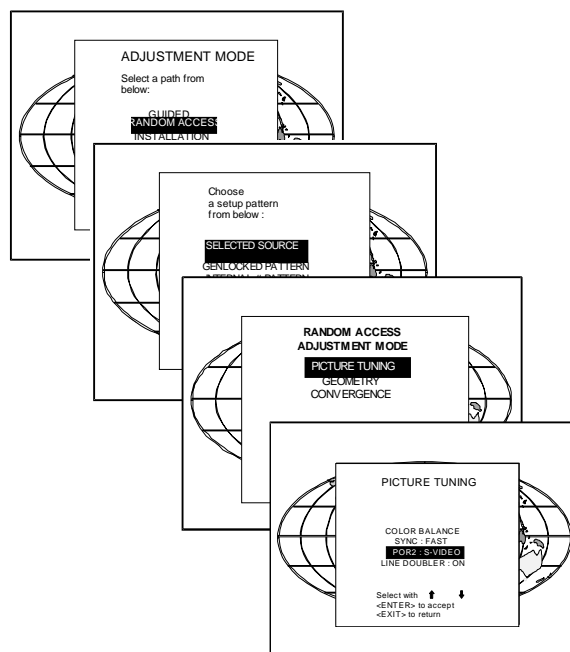 ADJUSTMENT MODE
Select a path from
below:
GUIDED
RANDOM ACCESS
INSTALLATION
Choose
a setup pattern
from below :
SELECTED SOURCE
GENLOCKED PATTERN
RANDOM ACCESS
ADJUSTMENT MODE
PICTURE TUNING
GEOMETRY
CONVERGENCE
PICTURE TUNING
COLOR BALANCE
SYNC : FAST
POR2 : S-VIDEO
LINE DOUBLER : ON
Select with
<ENTER> to accept
<EXIT> to return